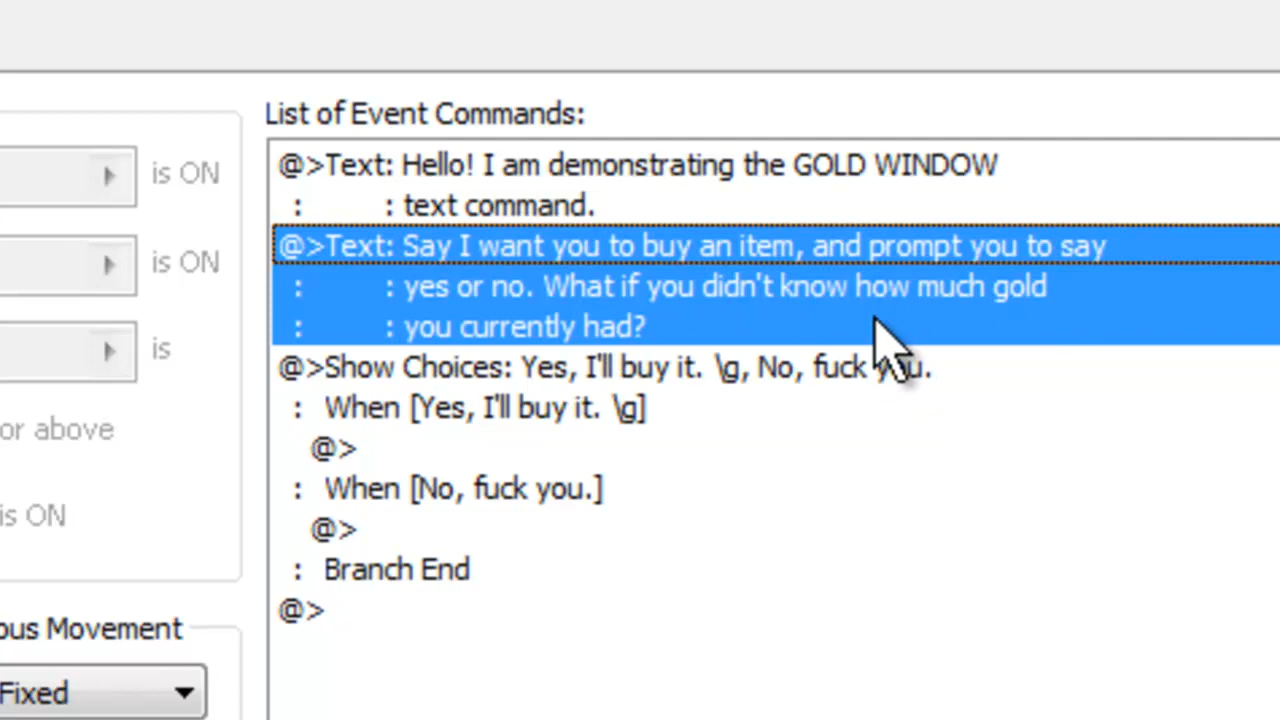 List of Event Commands:
@>Text: Hello! I am demonstrating the GOLD WINDOW
: : text command.
@>Text: Say I want you to buy an item, and prompt you to say
: : yes or no. What if you didn't know how much gold
: : you currently had?
@>Show Choices: Yes, I'll buy it. \g, No, fuck you.
: When [Yes, I'll buy it. \g]
@>
: When [No, fuck you.]
@>
: Branch End
@>
is ON
is ON
is
or above
is ON
ous Movement
Fixed